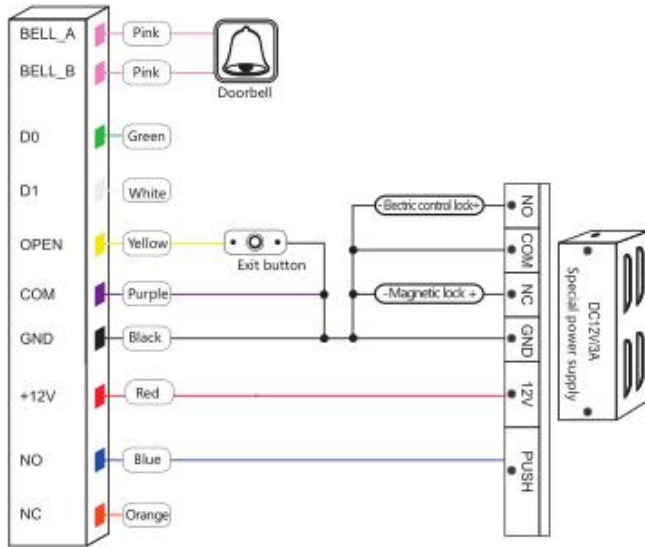 BELL_A Pink
BELL_B Pink
Doorbell
D0 Green
D1 White
-Electric control lock+ NO
OPEN Yellow COM
Exit button
COM Purple -Magnetic lock + NC
GND Black GND
+12V Red 12V
NO Blue PUSH
NC Orange
DC12V/3A
Special power supply